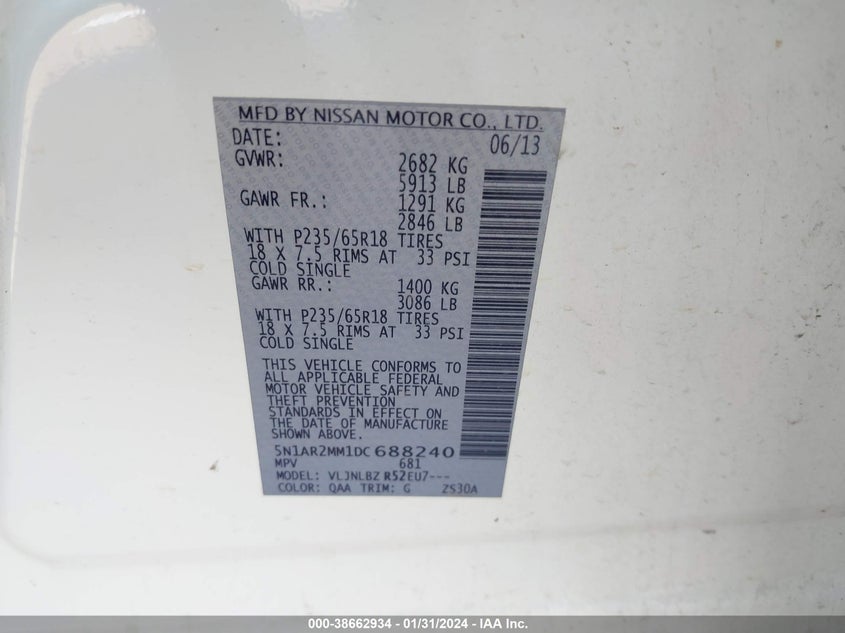 MFD BY NISSAN MOTOR CO., LTD.
DATE: 06/13
GVWR: 2682 KG
5913 LB
GAWR FR.: 1291 KG
2846 LB
WITH P235/65R18 TIRES
18 X 7.5 RIMS AT 33 PSI
COLD SINGLE
GAWR RR.: 1400 KG
3086 LB
WITH P235/65R18 TIRES
18 X 7.5 RIMS AT 33 PSI
COLD SINGLE
THIS VEHICLE CONFORMS TO
ALL APPLICABLE FEDERAL
MOTOR VEHICLE SAFETY AND
THEFT PREVENTION
STANDARDS IN EFFECT ON
THE DATE OF MANUFACTURE
SHOWN ABOVE.
5N1AR2MM1DC688240
MPV 681
MODEL: VLJNLBZ R52EU7---
COLOR: QAA TRIM: G ZS30A
000-38662934 - 01/31/2024 - IAA Inc.